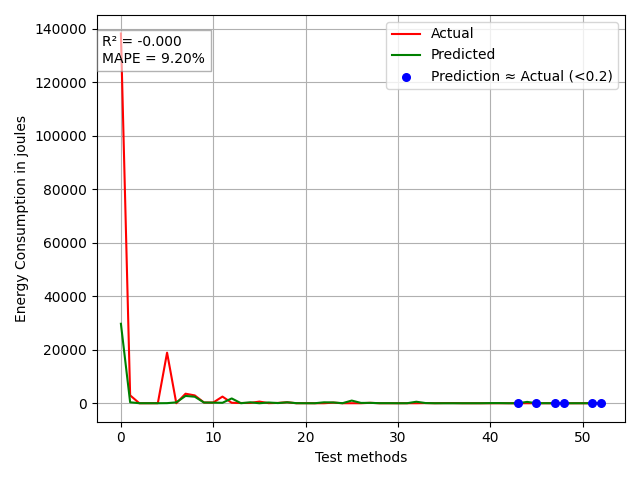 R² = -0.000
MAPE = 9.20%
Actual
Predicted
Prediction ≈ Actual (<0.2)
140000
120000
100000
80000
60000
40000
20000
0
Energy Consumption in joules
0 10 20 30 40 50
Test methods